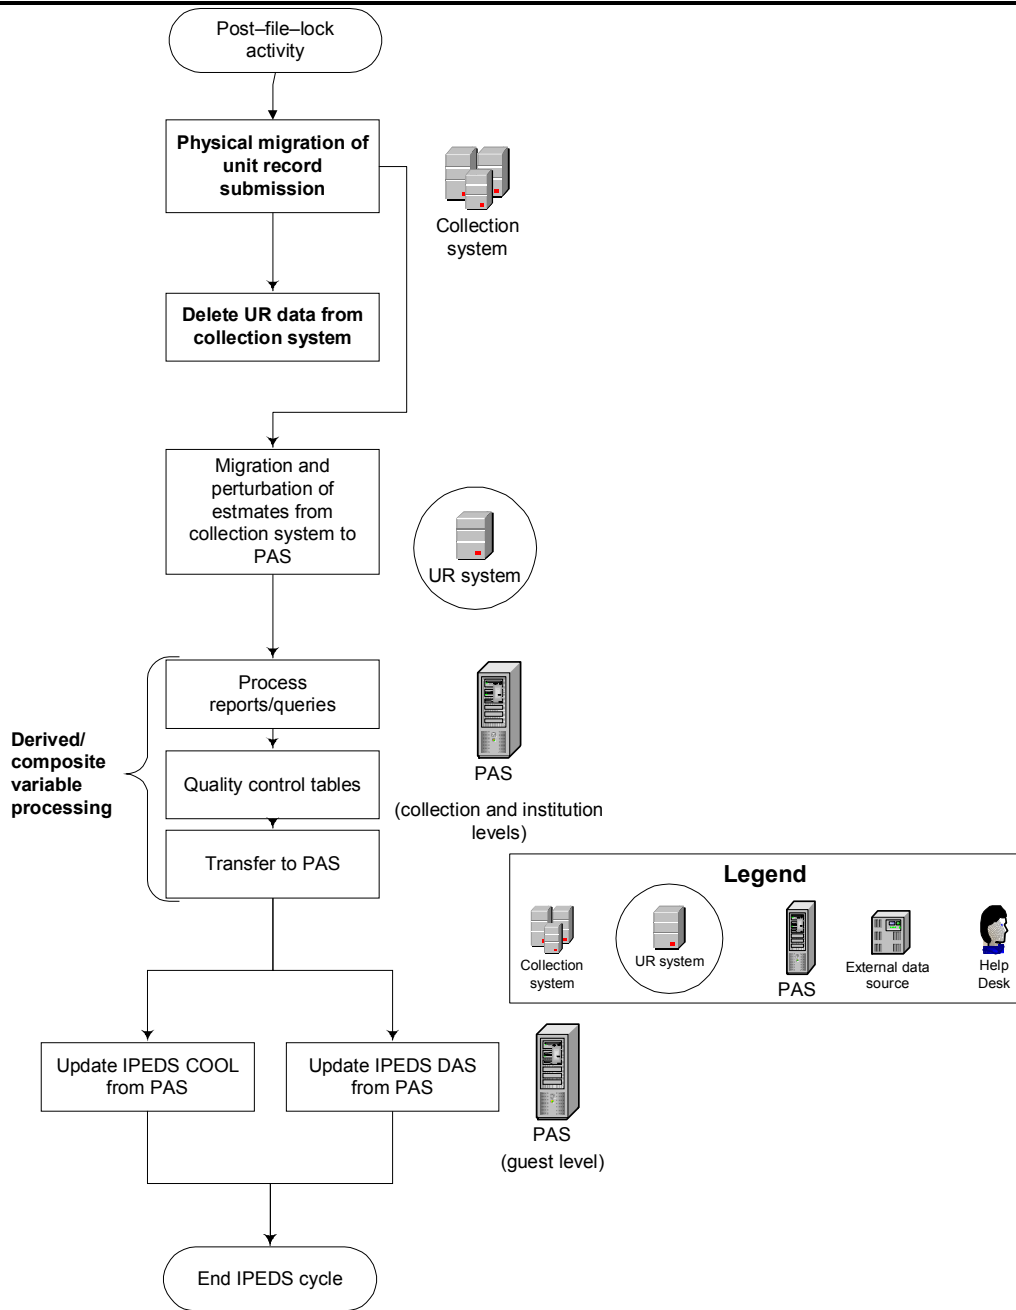 Post–file–lock
activity
Physical migration of
unit record
submission
Collection
system
Delete UR data from
collection system
Migration and
perturbation of
estmates from
collection system to
PAS
UR system
Derived/
composite
variable
processing
Process
reports/queries
Quality control tables
Transfer to PAS
PAS
(collection and institution
levels)
Legend
Collection
system
UR system
PAS
External data
source
Help
Desk
Update IPEDS COOL
from PAS
Update IPEDS DAS
from PAS
PAS
(guest level)
End IPEDS cycle